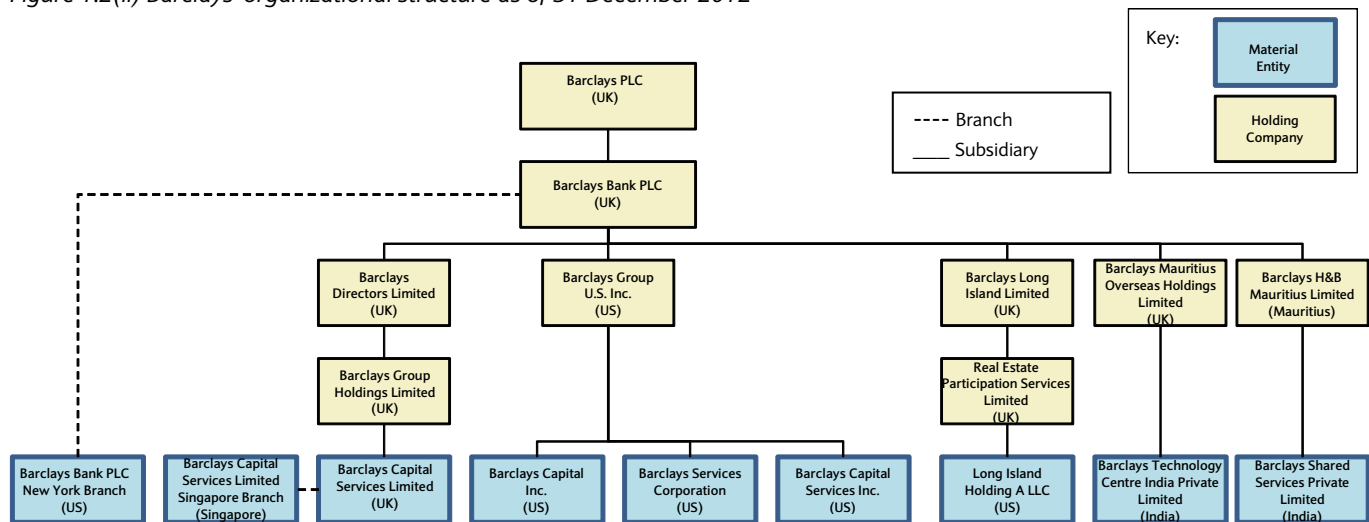 Figure 1.2(ii) Barclays' organizational structure as of 31 December 2012
Key:
Material
Entity
Holding
Company
---- Branch
____ Subsidiary
Barclays PLC
(UK)
Barclays Bank PLC
(UK)
Barclays
Directors Limited
(UK)
Barclays Group
U.S. Inc.
(US)
Barclays Long
Island Limited
(UK)
Barclays Mauritius
Overseas Holdings
Limited
(UK)
Barclays H&B
Mauritius Limited
(Mauritius)
Barclays Group
Holdings Limited
(UK)
Real Estate
Participation Services
Limited
(UK)
Barclays Bank PLC
New York Branch
(US)
Barclays Capital
Services Limited
Singapore Branch
(Singapore)
Barclays Capital
Services Limited
(UK)
Barclays Capital
Inc.
(US)
Barclays Services
Corporation
(US)
Barclays Capital
Services Inc.
(US)
Long Island
Holding A LLC
(US)
Barclays Technology
Centre India Private
Limited
(India)
Barclays Shared
Services Private
Limited
(India)